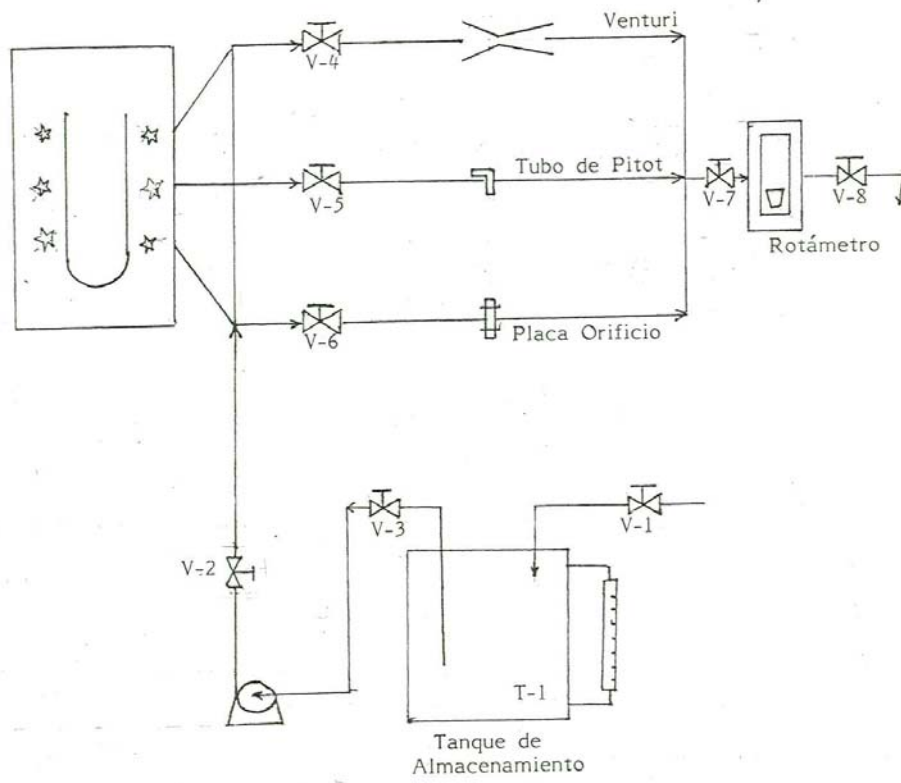 Venturi
V-4
Tubo de Pitot
V-5
V-7
V-8
Rotámetro
V-6
Placa Orificio
V-3
V-1
V-2
T-1
Tanque de
Almacenamiento